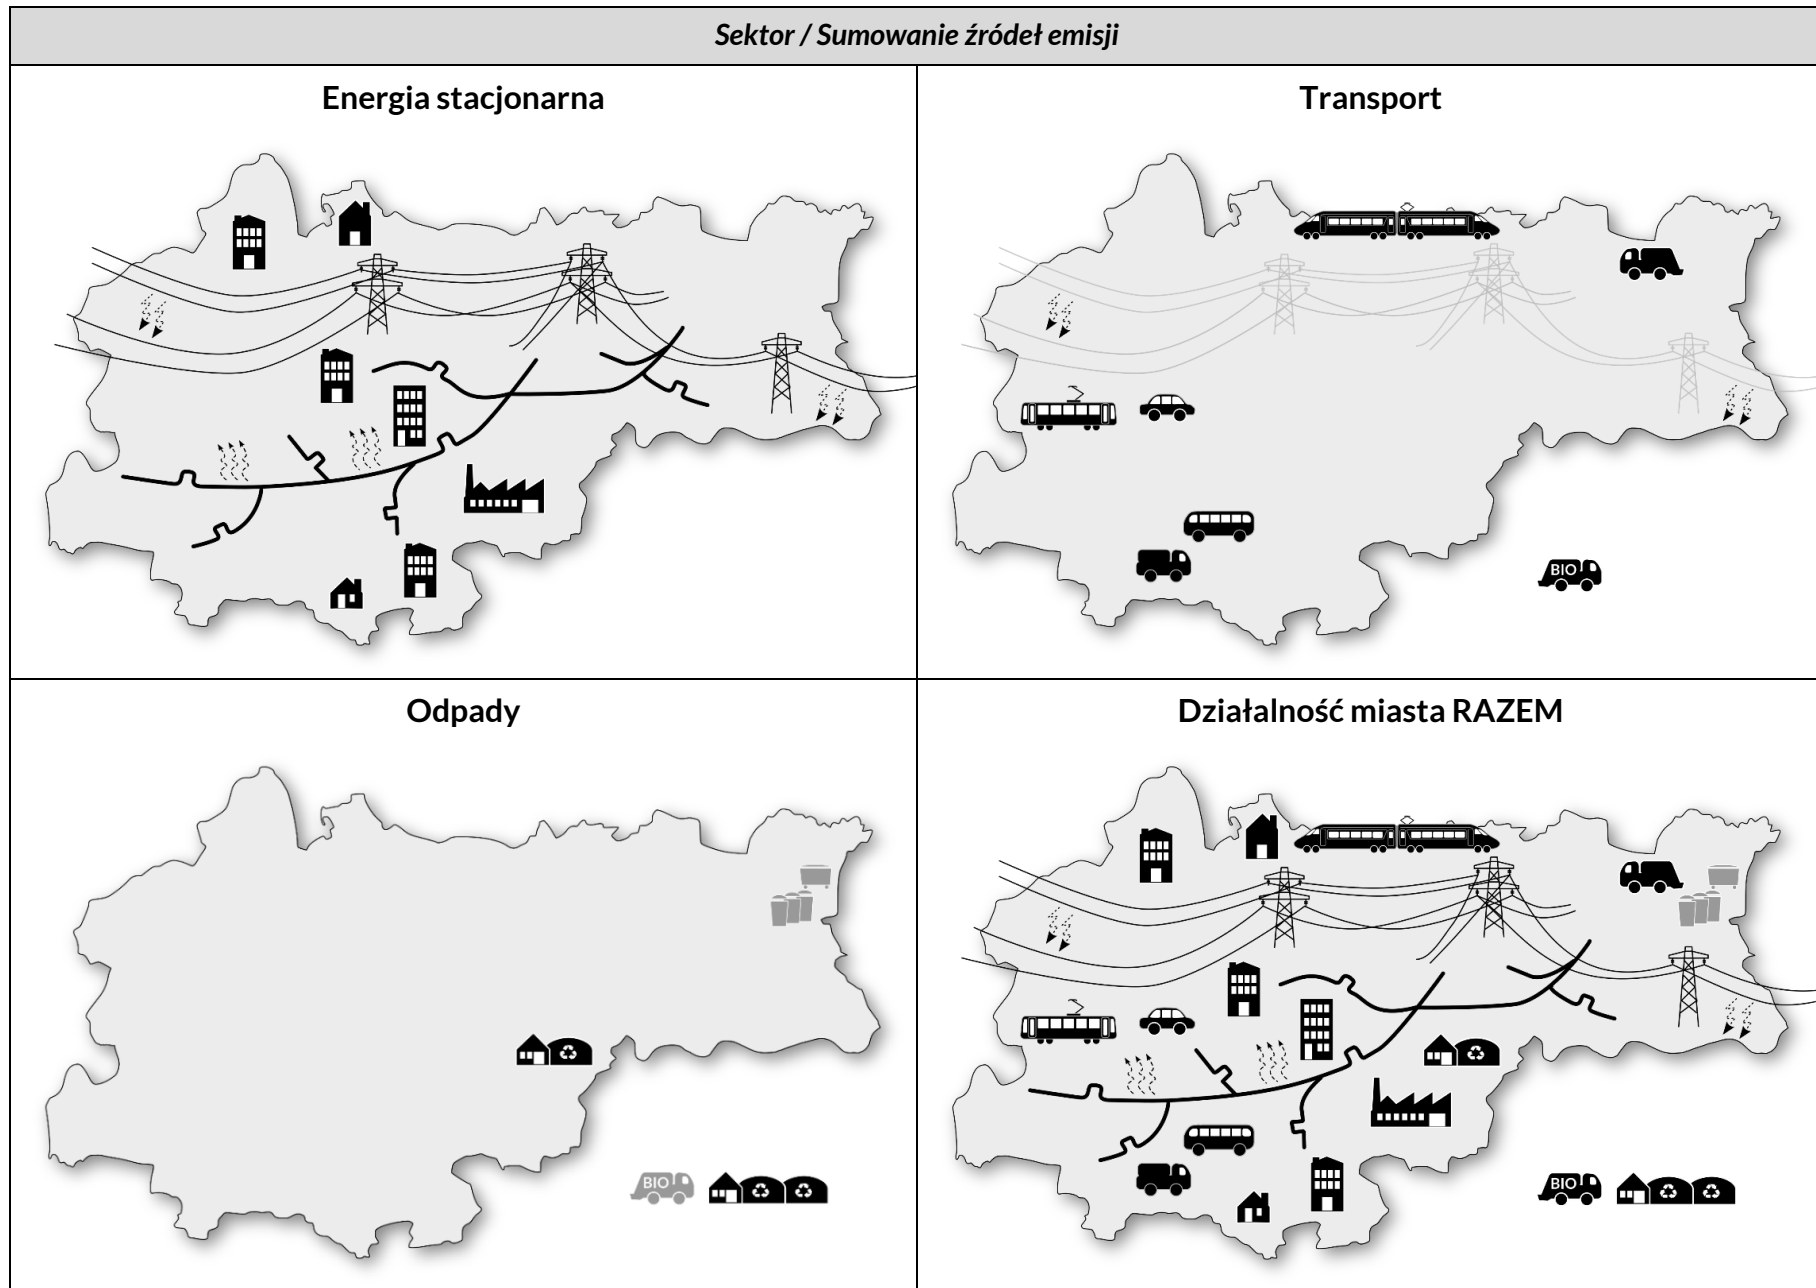 Sektor / Sumowanie źródeł emisji
Energia stacjonarna
Transport
BIO
Odpady
BIO
Działalność miasta RAZEM
BIO